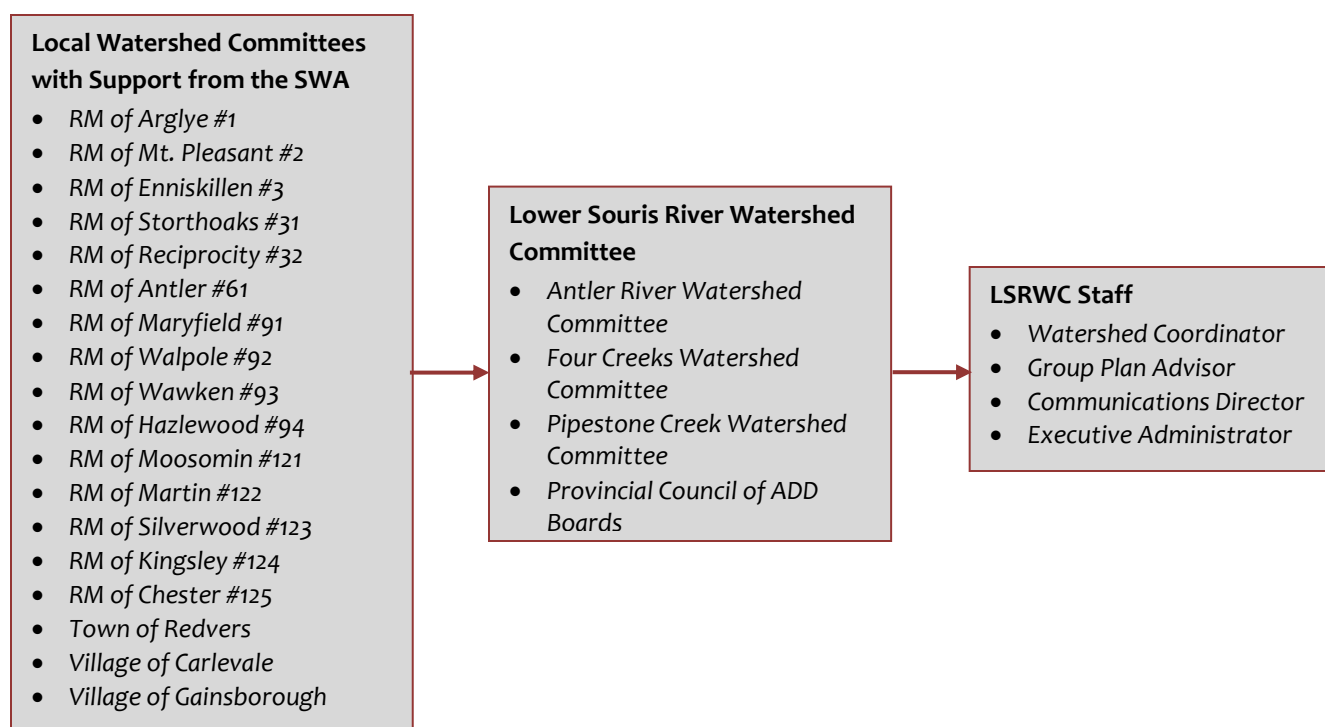 Local Watershed Committees
with Support from the SWA
• RM of Arglye #1
• RM of Mt. Pleasant #2
• RM of Enniskillen #3
• RM of Storthoaks #31
• RM of Reciprocity #32
• RM of Antler #61
• RM of Maryfield #91
• RM of Walpole #92
• RM of Wawken #93
• RM of Hazlewood #94
• RM of Moosomin #121
• RM of Martin #122
• RM of Silverwood #123
• RM of Kingsley #124
• RM of Chester #125
• Town of Redvers
• Village of Carlevale
• Village of Gainsborough
Lower Souris River Watershed
Committee
• Antler River Watershed
Committee
• Four Creeks Watershed
Committee
• Pipestone Creek Watershed
Committee
• Provincial Council of ADD
Boards
LSRWC Staff
• Watershed Coordinator
• Group Plan Advisor
• Communications Director
• Executive Administrator